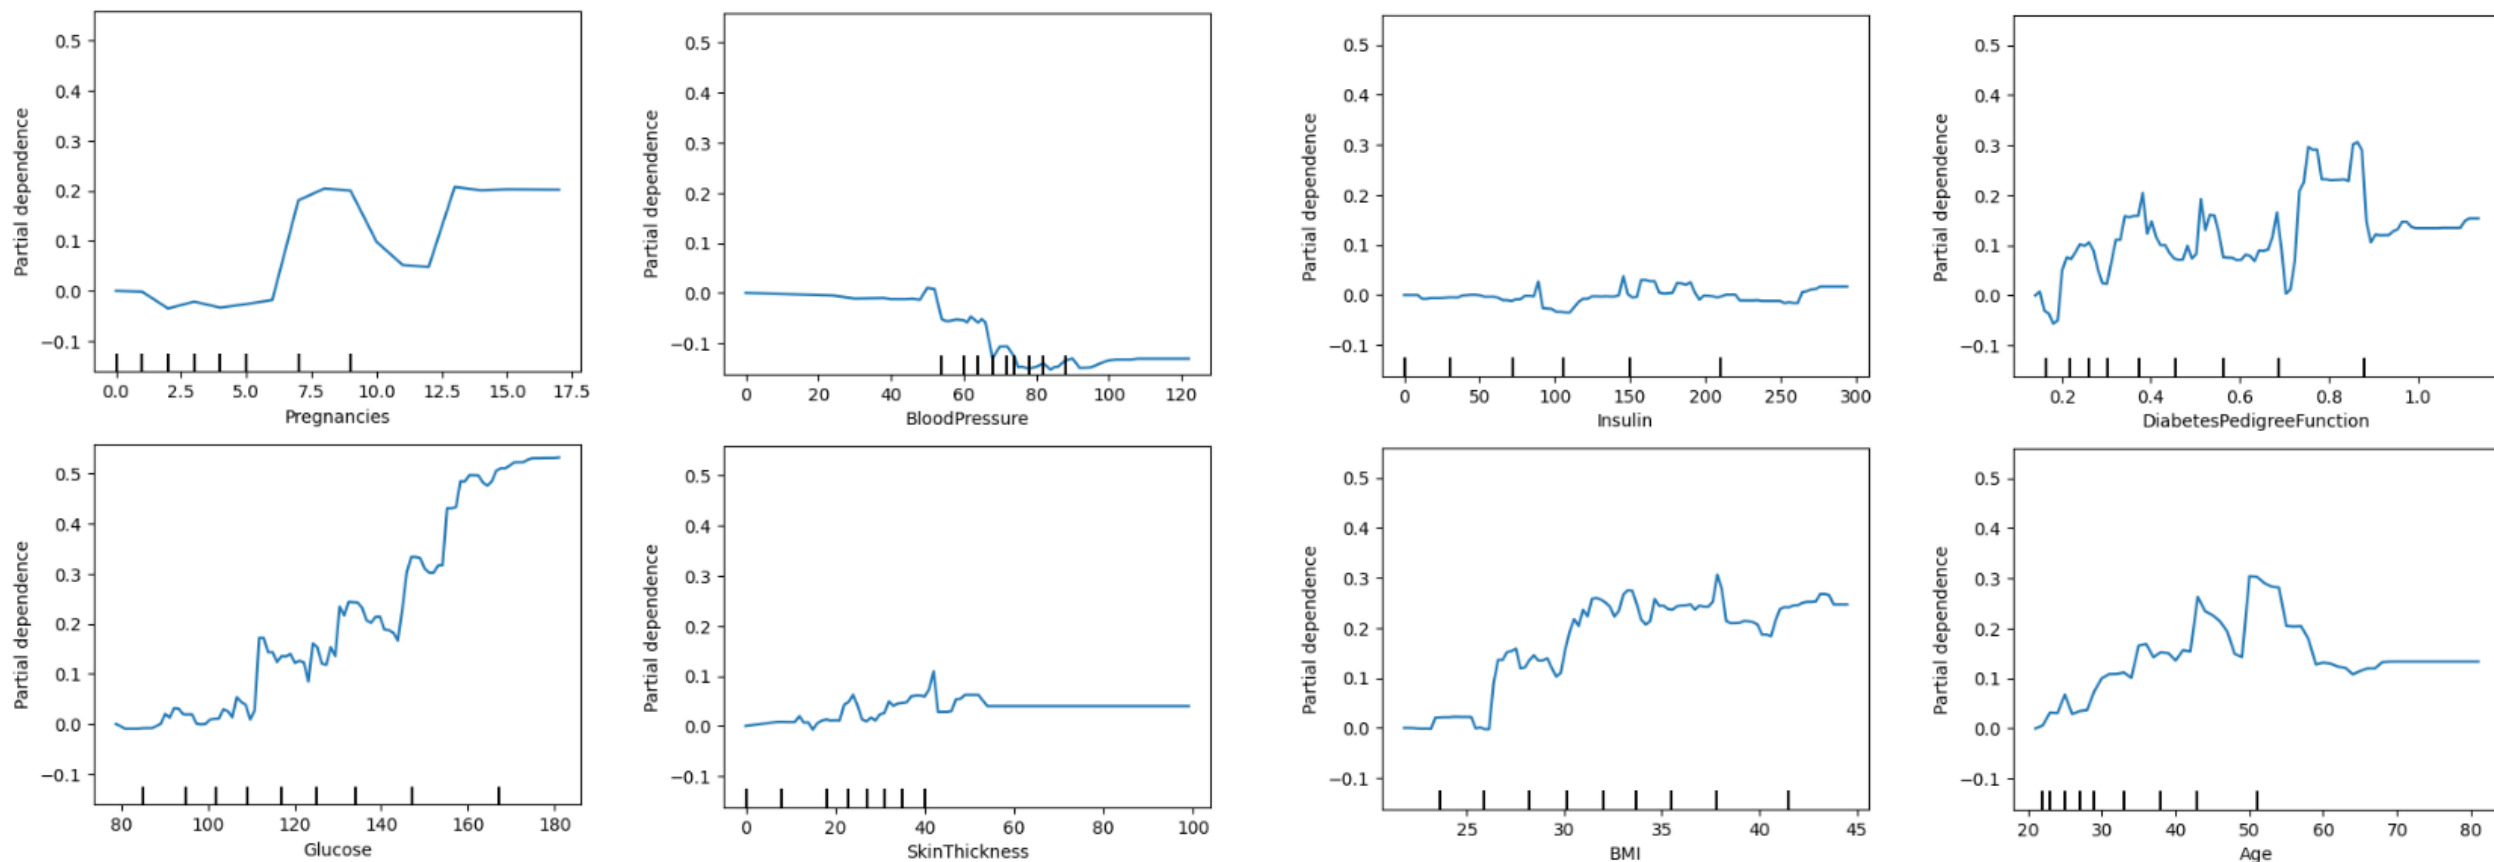 0.5
0.4
0.3
0.2
0.1
0.0
−0.1
Partial dependence
0.0 2.5 5.0 7.5 10.0 12.5 15.0 17.5
Pregnancies
0.5
0.4
0.3
0.2
0.1
0.0
−0.1
Partial dependence
0 20 40 60 80 100 120
BloodPressure
0.5
0.4
0.3
0.2
0.1
0.0
−0.1
Partial dependence
0 50 100 150 200 250 300
Insulin
0.5
0.4
0.3
0.2
0.1
0.0
−0.1
Partial dependence
0.2 0.4 0.6 0.8 1.0
DiabetesPedigreeFunction
0.5
0.4
0.3
0.2
0.1
0.0
−0.1
Partial dependence
80 100 120 140 160 180
Glucose
0.5
0.4
0.3
0.2
0.1
0.0
−0.1
Partial dependence
0 20 40 60 80 100
SkinThickness
0.5
0.4
0.3
0.2
0.1
0.0
−0.1
Partial dependence
25 30 35 40 45
BMI
0.5
0.4
0.3
0.2
0.1
0.0
−0.1
Partial dependence
20 30 40 50 60 70 80
Age